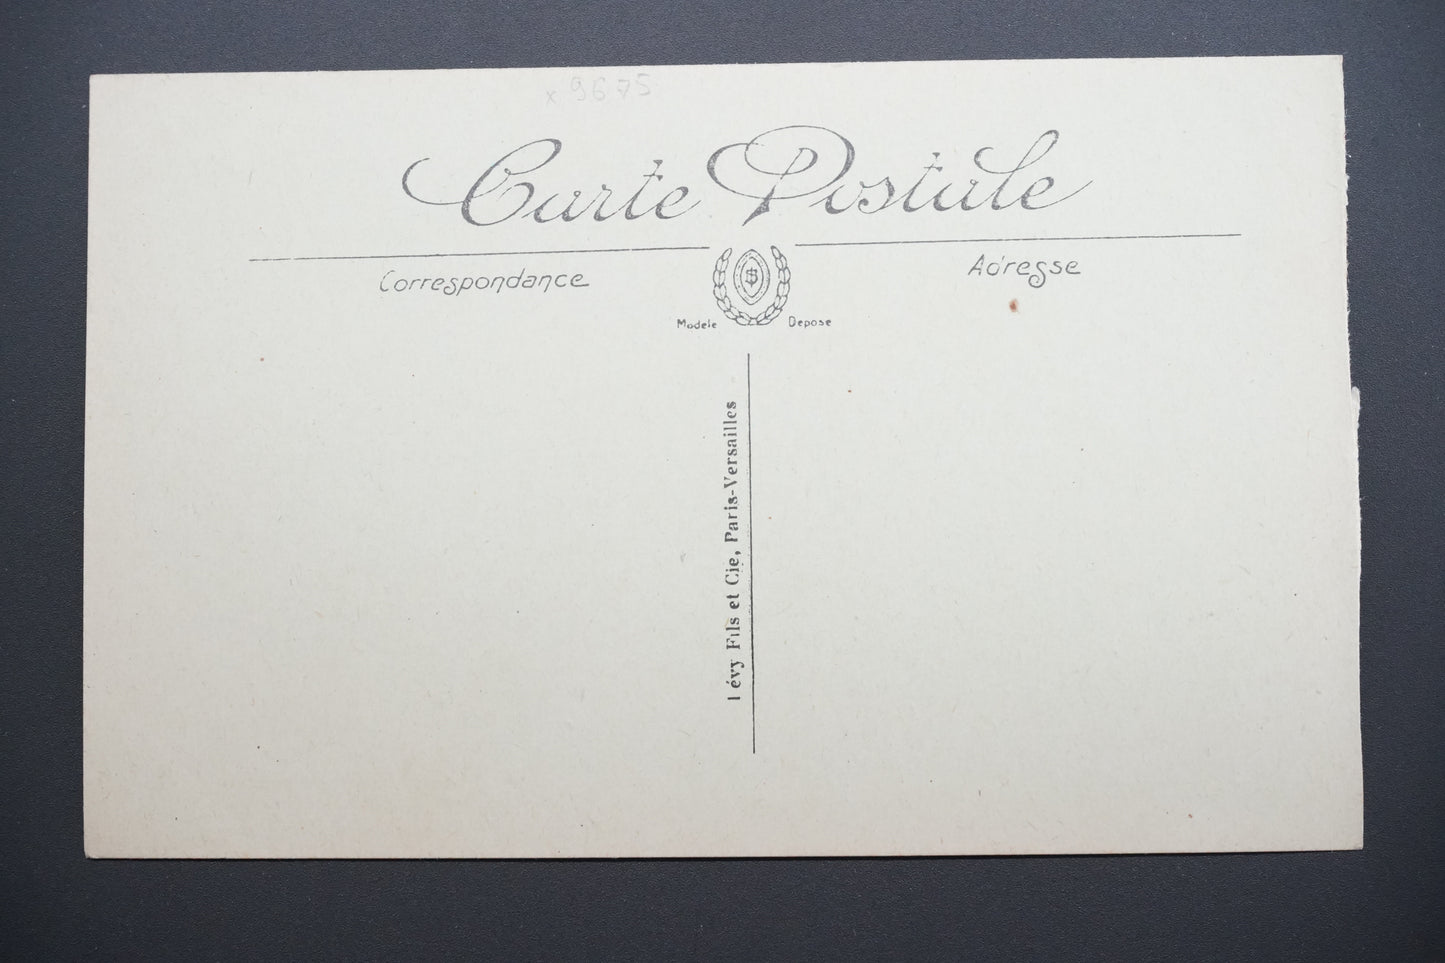 x 9675
Carte Postale
Correspondance
Adresse
Modele Depose
Lévy Fils et Cie, Paris-Versailles